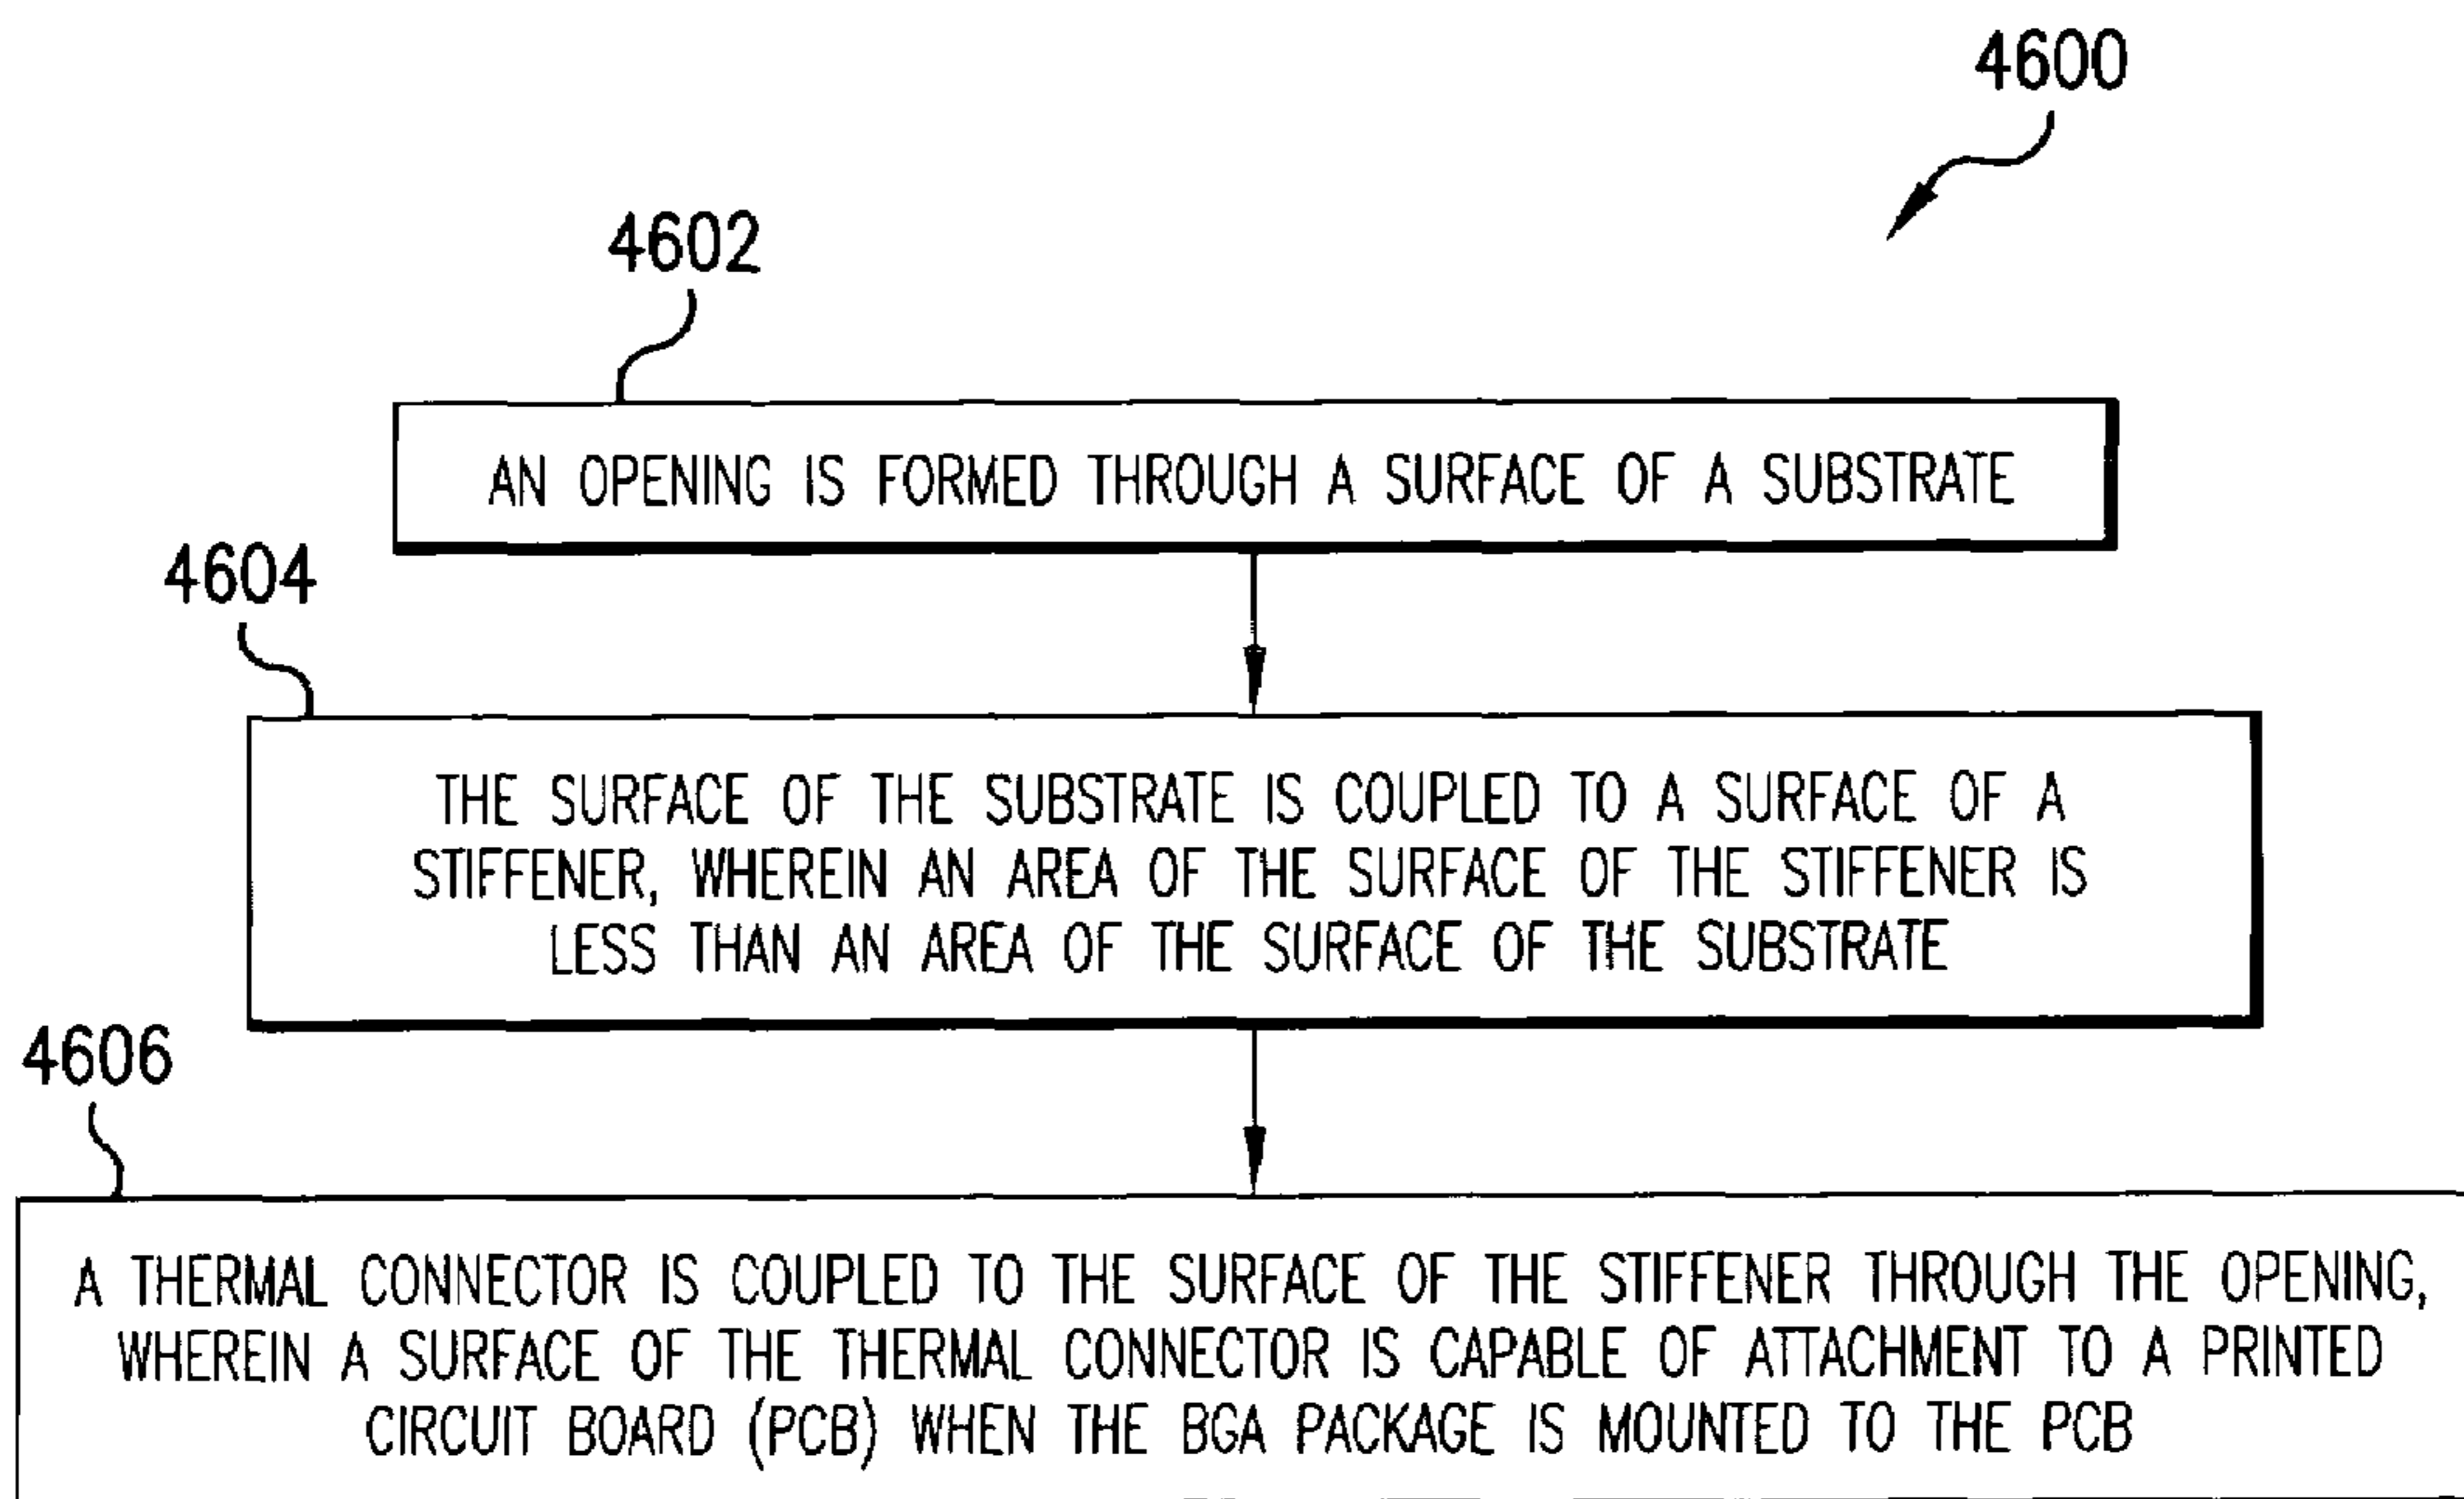 4600
4602
AN OPENING IS FORMED THROUGH A SURFACE OF A SUBSTRATE
4604
THE SURFACE OF THE SUBSTRATE IS COUPLED TO A SURFACE OF A
STIFFENER, WHEREIN AN AREA OF THE SURFACE OF THE STIFFENER IS
LESS THAN AN AREA OF THE SURFACE OF THE SUBSTRATE
4606
A THERMAL CONNECTOR IS COUPLED TO THE SURFACE OF THE STIFFENER THROUGH THE OPENING,
WHEREIN A SURFACE OF THE THERMAL CONNECTOR IS CAPABLE OF ATTACHMENT TO A PRINTED
CIRCUIT BOARD (PCB) WHEN THE BGA PACKAGE IS MOUNTED TO THE PCB